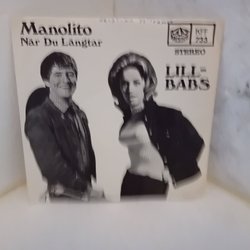 Manolito
När Du Längtar
STEREO
LILL-
BABS